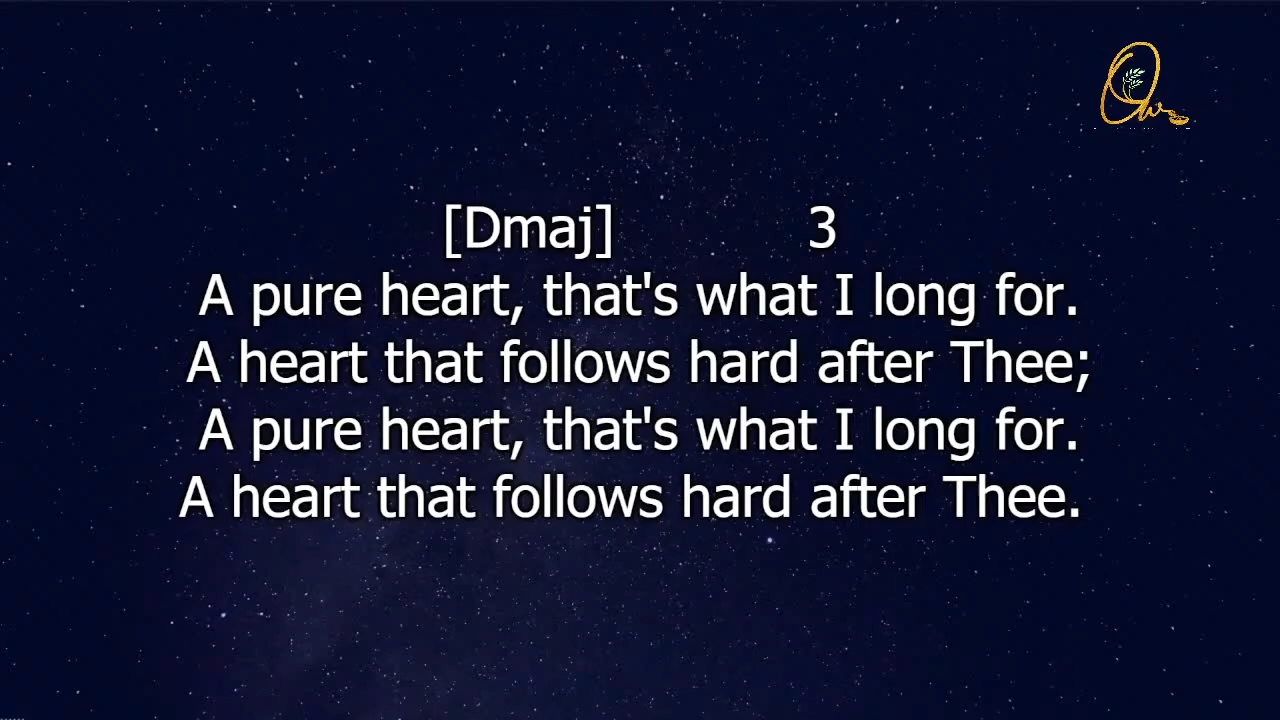 [Dmaj] 3
A pure heart, that's what I long for.
A heart that follows hard after Thee;
A pure heart, that's what I long for.
A heart that follows hard after Thee.